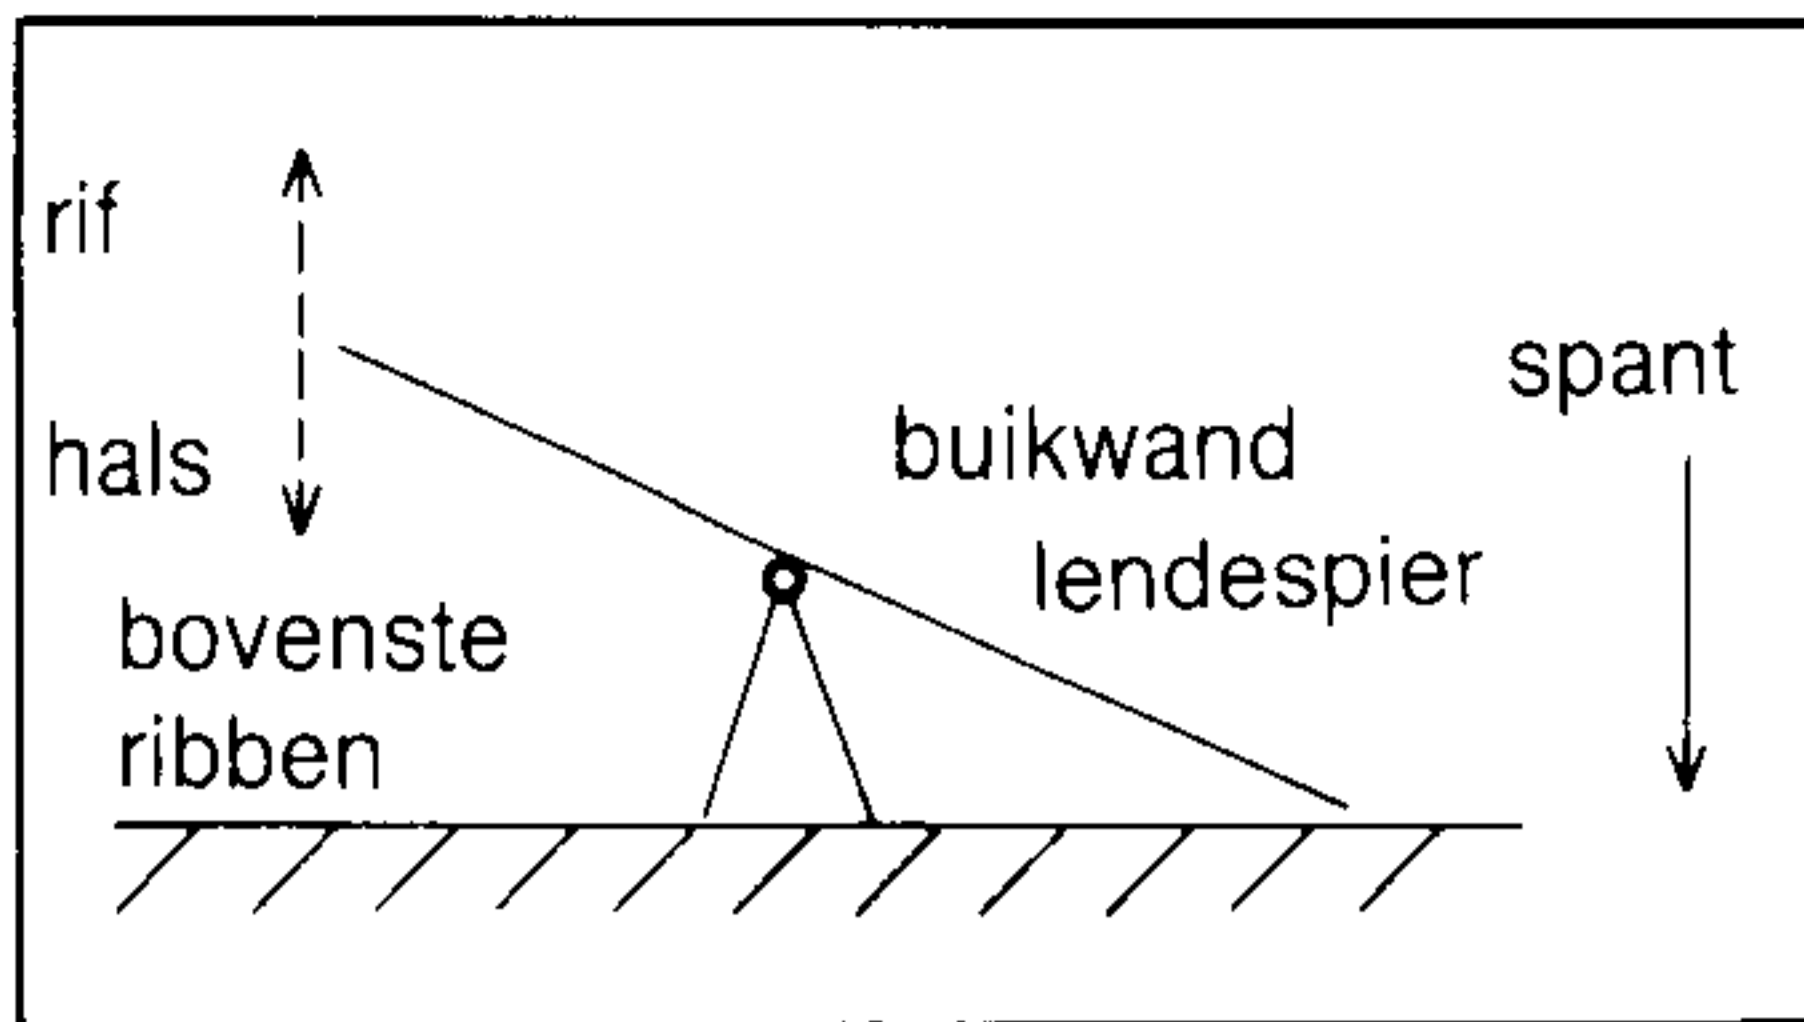 rif
hals
bovenste
ribben
buikwand
lendespier
spant